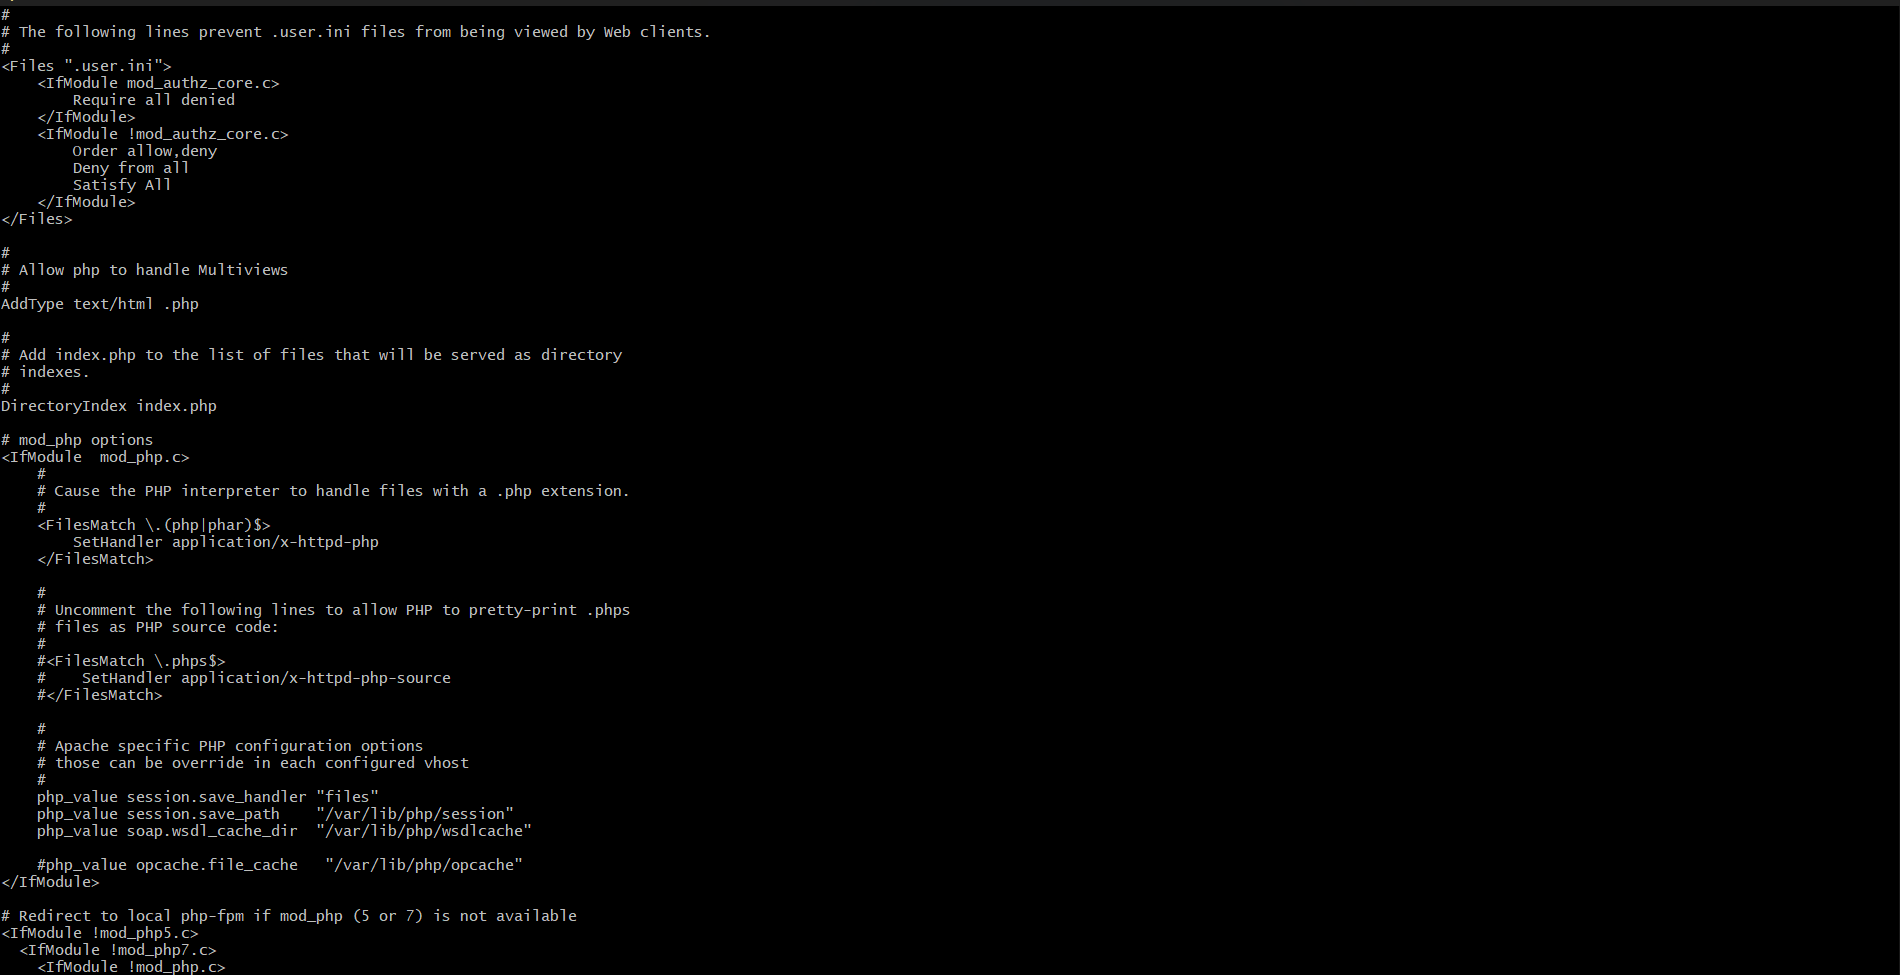 #
# The following lines prevent .user.ini files from being viewed by Web clients.
#
<Files ".user.ini">
    <IfModule mod_authz_core.c>
        Require all denied
    </IfModule>
    <IfModule !mod_authz_core.c>
        Order allow,deny
        Deny from all
        Satisfy All
    </IfModule>
</Files>

#
# Allow php to handle Multiviews
#
AddType text/html .php

#
# Add index.php to the list of files that will be served as directory
# indexes.
#
DirectoryIndex index.php

# mod_php options
<IfModule  mod_php.c>
    #
    # Cause the PHP interpreter to handle files with a .php extension.
    #
    <FilesMatch \.(php|phar)$>
        SetHandler application/x-httpd-php
    </FilesMatch>

    #
    # Uncomment the following lines to allow PHP to pretty-print .phps
    # files as PHP source code:
    #
    #<FilesMatch \.phps$>
    #    SetHandler application/x-httpd-php-source
    #</FilesMatch>

    #
    # Apache specific PHP configuration options
    # those can be override in each configured vhost
    #
    php_value session.save_handler "files"
    php_value session.save_path    "/var/lib/php/session"
    php_value soap.wsdl_cache_dir  "/var/lib/php/wsdlcache"

    #php_value opcache.file_cache   "/var/lib/php/opcache"
</IfModule>

# Redirect to local php-fpm if mod_php (5 or 7) is not available
<IfModule !mod_php5.c>
  <IfModule !mod_php7.c>
    <IfModule !mod_php.c>